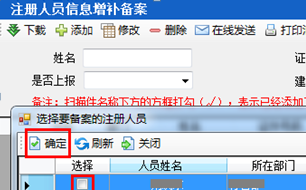 注册人员信息增补备案
下载 添加 修改 删除 在线发送 打印
姓名 证
是否上报 建
备注：扫描件名称下方的方框打勾（√），表示已经添加
选择要备案的注册人员
确定 刷新 关闭
选择 人员姓名 所在部门